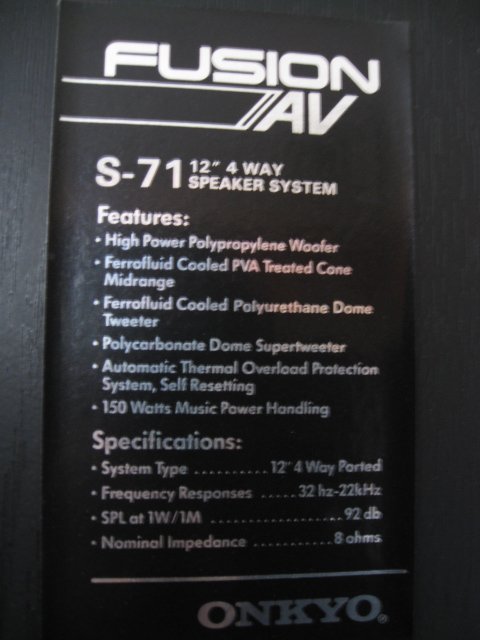 FUSION
AV
S-71 12" 4 WAY
SPEAKER SYSTEM
Features:
• High Power Polypropylene Woofer
• Ferrofluid Cooled PVA Treated Cone
Midrange
• Ferrofluid Cooled Polyurethane Dome
Tweeter
• Polycarbonate Dome Supertweeter
• Automatic Thermal Overload Protection
System, Self Resetting
• 150 Watts Music Power Handling
Specifications:
• System Type .......... 12" 4 Way Ported
• Frequency Responses ..... 32 hz-22kHz
• SPL at 1W/1M .................. 92 db
• Nominal Impedance ........... 8 ohms
ONKYO®